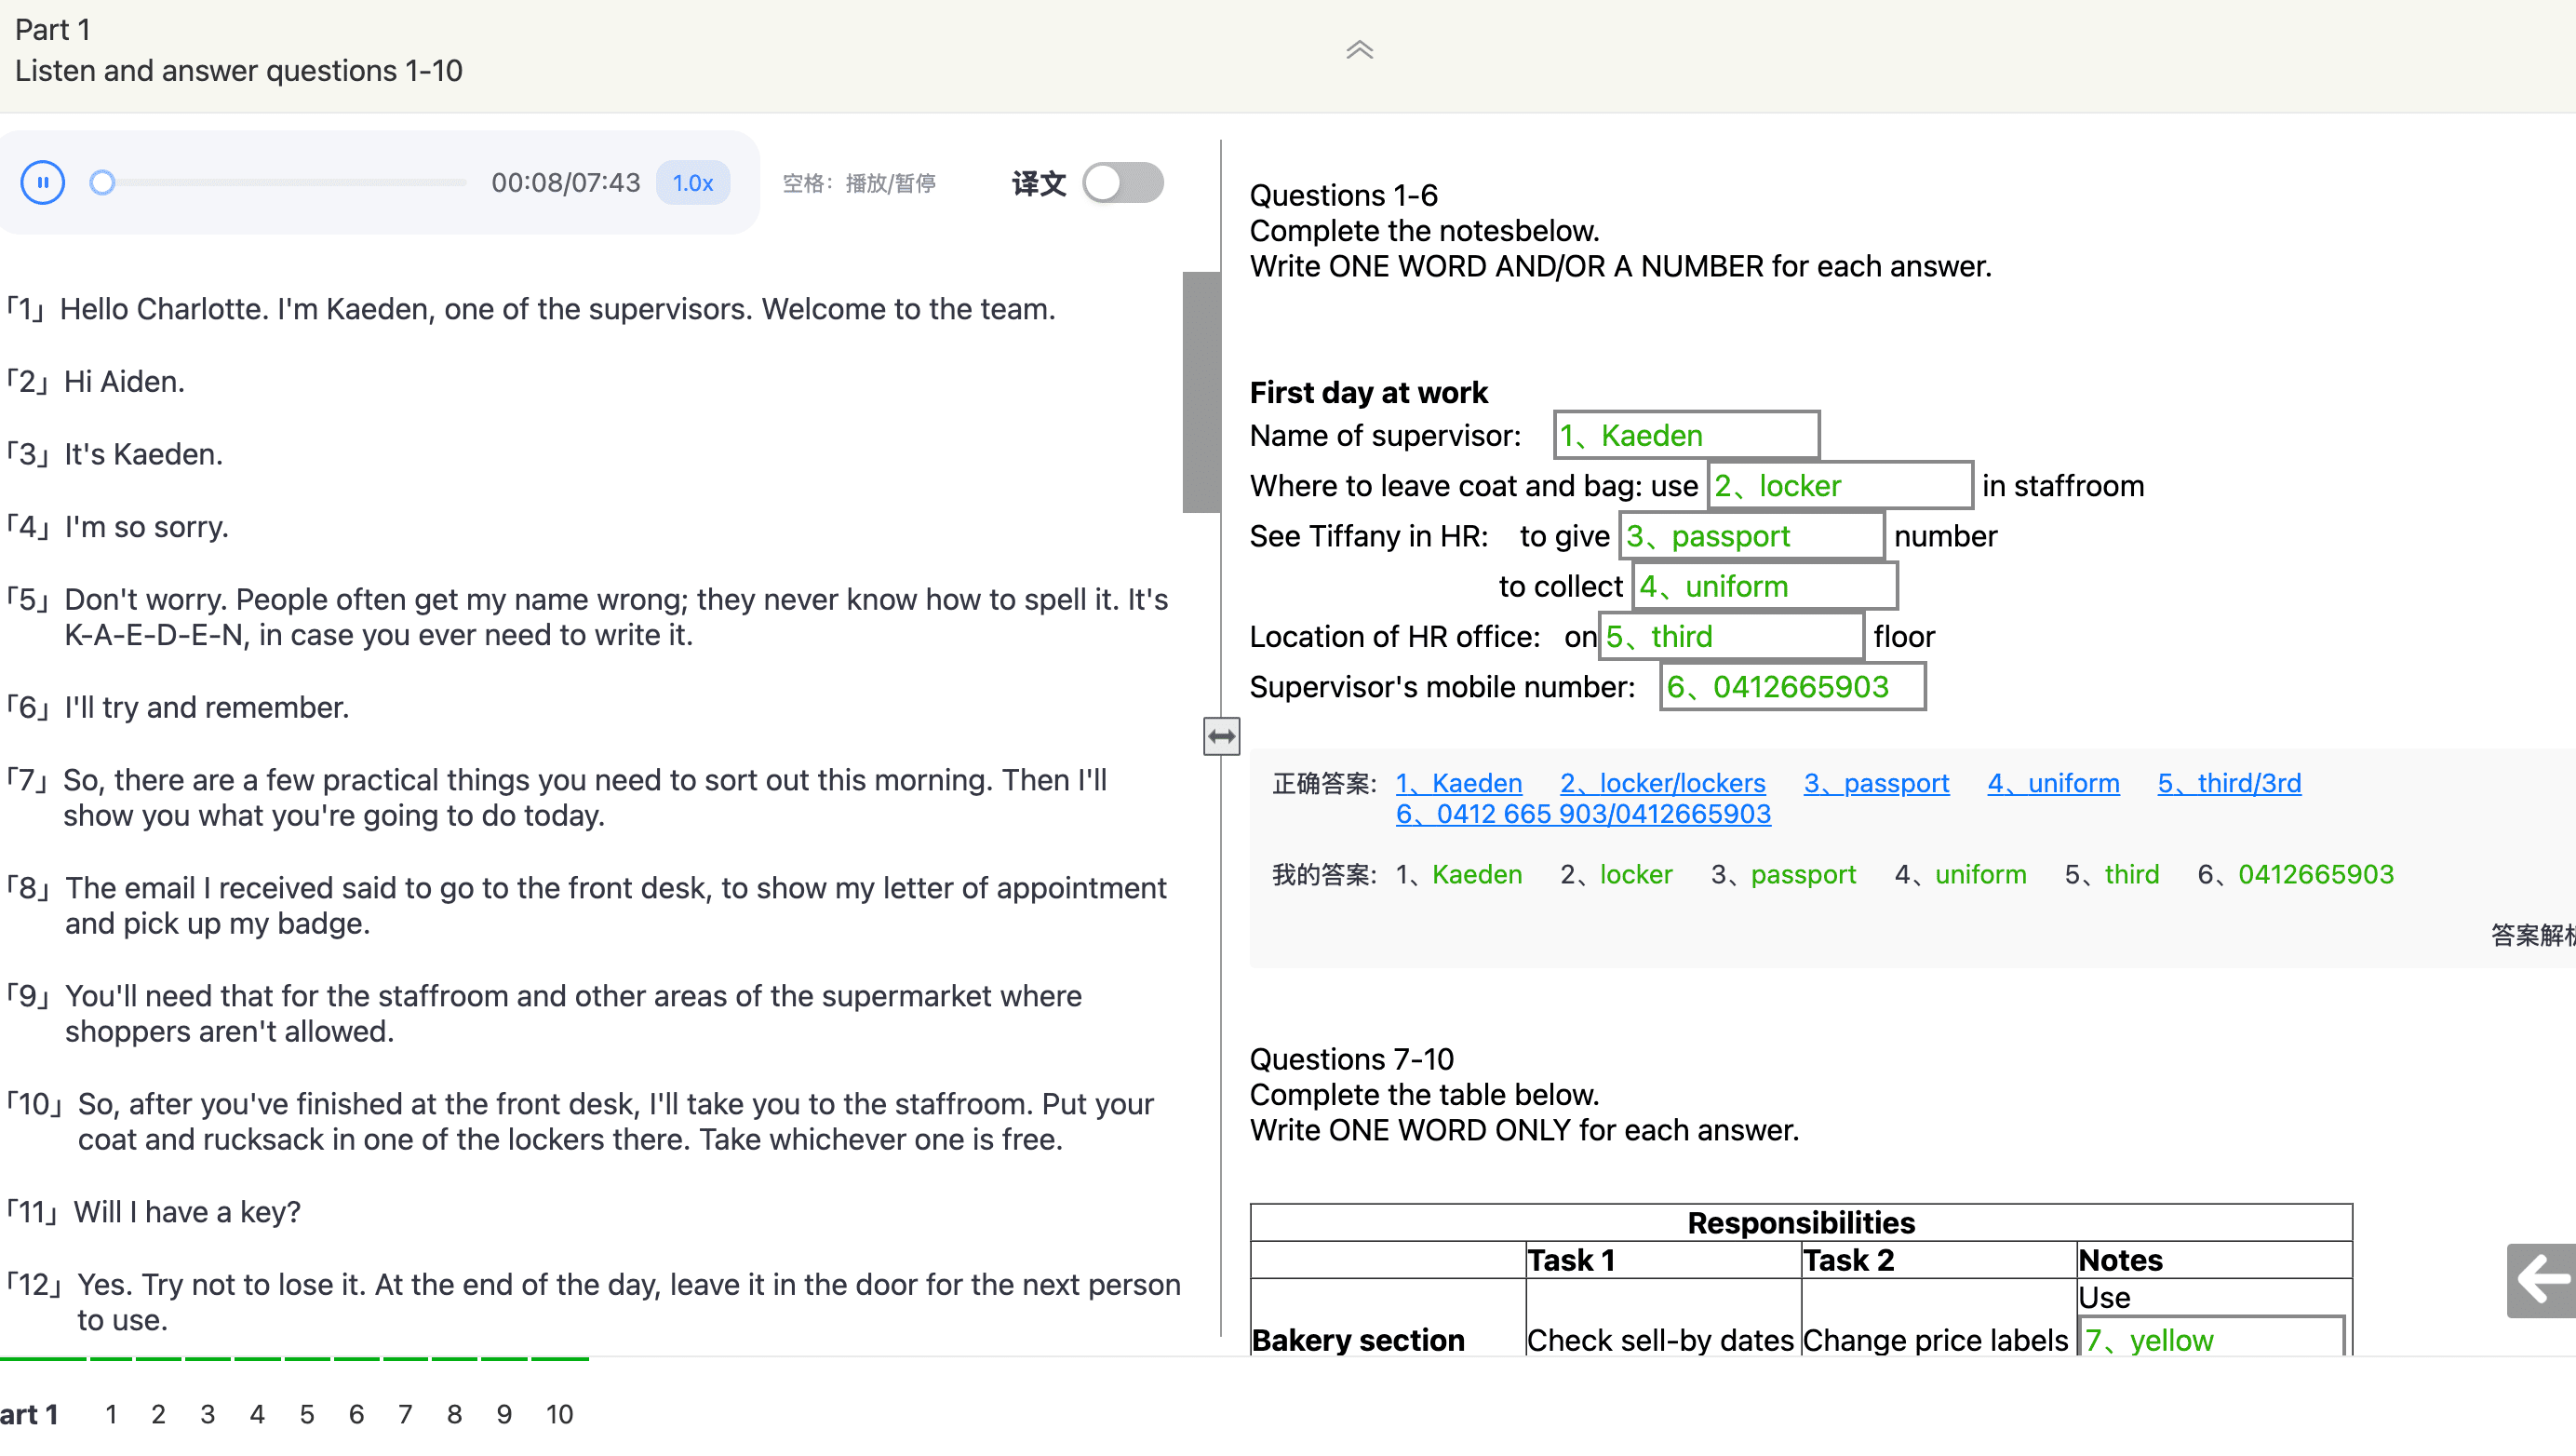 Part 1
Listen and answer questions 1-10
00:08/07:43
1.0x
空格：播放/暂停
译文
「1」Hello Charlotte. I'm Kaeden, one of the supervisors. Welcome to the team.
「2」Hi Aiden.
「3」It's Kaeden.
「4」I'm so sorry.
「5」Don't worry. People often get my name wrong; they never know how to spell it. It's
K-A-E-D-E-N, in case you ever need to write it.
「6」I'll try and remember.
「7」So, there are a few practical things you need to sort out this morning. Then I'll
show you what you're going to do today.
「8」The email I received said to go to the front desk, to show my letter of appointment
and pick up my badge.
「9」You'll need that for the staffroom and other areas of the supermarket where
shoppers aren't allowed.
「10」So, after you've finished at the front desk, I'll take you to the staffroom. Put your
coat and rucksack in one of the lockers there. Take whichever one is free.
「11」Will I have a key?
「12」Yes. Try not to lose it. At the end of the day, leave it in the door for the next person
to use.
Questions 1-6
Complete the notesbelow.
Write ONE WORD AND/OR A NUMBER for each answer.
First day at work
Name of supervisor: 1、Kaeden
Where to leave coat and bag: use 2、locker in staffroom
See Tiffany in HR: to give 3、passport number
to collect 4、uniform
Location of HR office: on 5、third floor
Supervisor's mobile number: 6、0412665903
正确答案: 1、Kaeden 2、locker/lockers 3、passport 4、uniform 5、third/3rd
6、0412 665 903/0412665903
我的答案: 1、Kaeden 2、locker 3、passport 4、uniform 5、third 6、0412665903
答案解析
Questions 7-10
Complete the table below.
Write ONE WORD ONLY for each answer.
Responsibilities
Task 1 Task 2 Notes
Use
Bakery section Check sell-by dates Change price labels 7、yellow
art 1 1 2 3 4 5 6 7 8 9 10